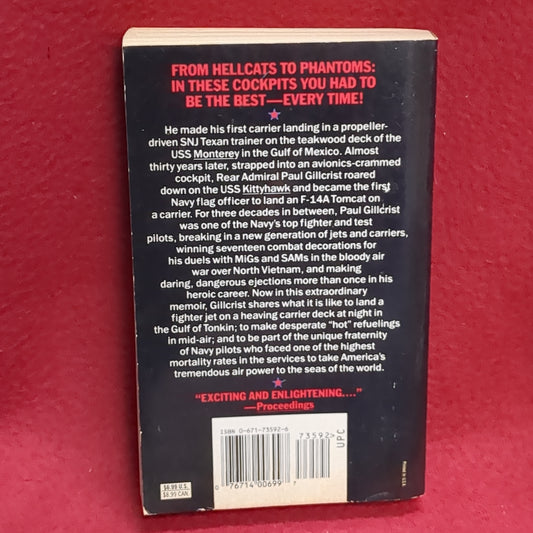 FROM HELLCATS TO PHANTOMS:
IN THESE COCKPITS YOU HAD TO
BE THE BEST—EVERY TIME!
He made his first carrier landing in a propeller-
driven SNJ Texan trainer on the teakwood deck of the
USS Monterey in the Gulf of Mexico. Almost
thirty years later, strapped into an avionics-crammed
cockpit, Rear Admiral Paul Gillcrist roared
down on the USS Kittyhawk and became the first
Navy flag officer to land an F-14A Tomcat on
a carrier. For three decades in between, Paul Gillcrist
was one of the Navy's top fighter and test
pilots, breaking in a new generation of jets and carriers,
winning seventeen combat decorations for
his duels with MiGs and SAMs in the bloody air
war over North Vietnam, and making
daring, dangerous ejections more than once in his
heroic career. Now in this extraordinary
memoir, Gillcrist shares what it is like to land a
fighter jet on a heaving carrier deck at night in
the Gulf of Tonkin; to make desperate "hot" refuelings
in mid-air; and to be part of the unique fraternity
of Navy pilots who faced one of the highest
mortality rates in the services to take America's
tremendous air power to the seas of the world.
"EXCITING AND ENLIGHTENING...."
—Proceedings
ISBN 0-671-73592-6
73592>
UPC
0 76714 00699 7
$6.99 U.S.
$8.99 CAN.
Printed in U.S.A.